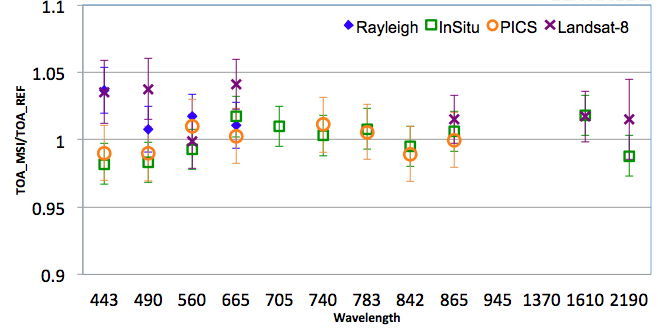 1.1
Rayleigh InSitu PICS Landsat-8
1.05
1
0.95
0.9
TOA_MSI/TOA_REF
443 490 560 665 705 740 783 842 865 945 1370 1610 2190
Wavelength